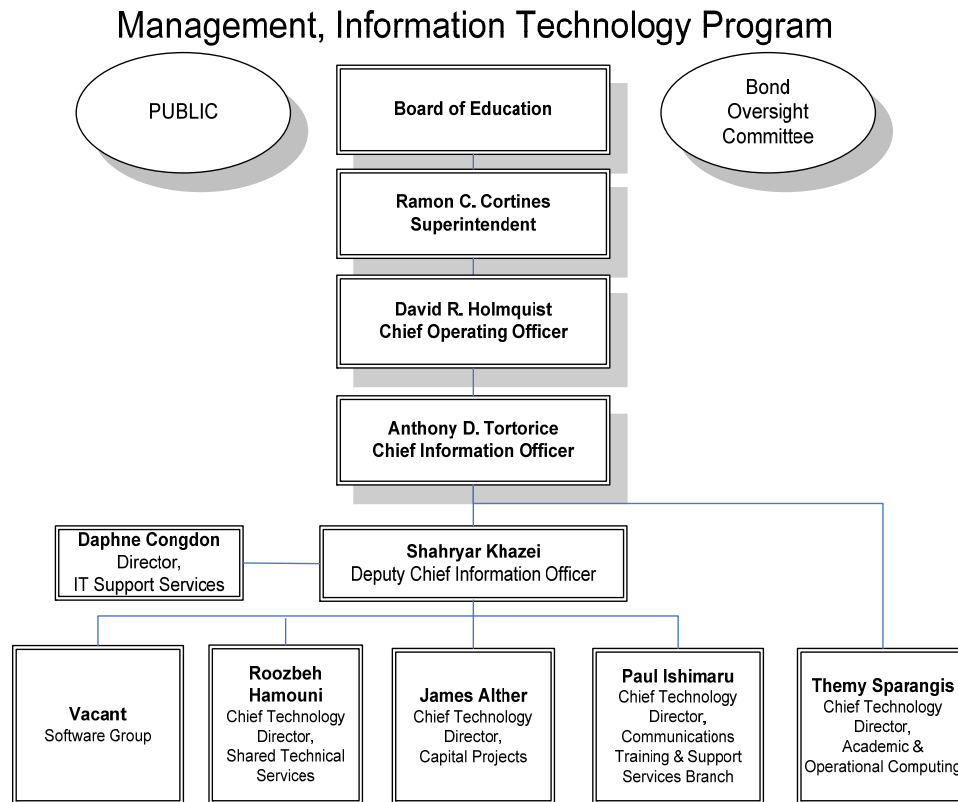 Management, Information Technology Program
PUBLIC
Board of Education
Bond
Oversight
Committee
Ramon C. Cortines
Superintendent
David R. Holmquist
Chief Operating Officer
Anthony D. Tortorice
Chief Information Officer
Daphne Congdon
Director,
IT Support Services
Shahryar Khazei
Deputy Chief Information Officer
Vacant
Software Group
Roozbeh
Hamouni
Chief Technology
Director,
Shared Technical
Services
James Alther
Chief Technology
Director,
Capital Projects
Paul Ishimaru
Chief Technology
Director,
Communications
Training & Support
Services Branch
Themy Sparangis
Chief Technology
Director,
Academic &
Operational Computing